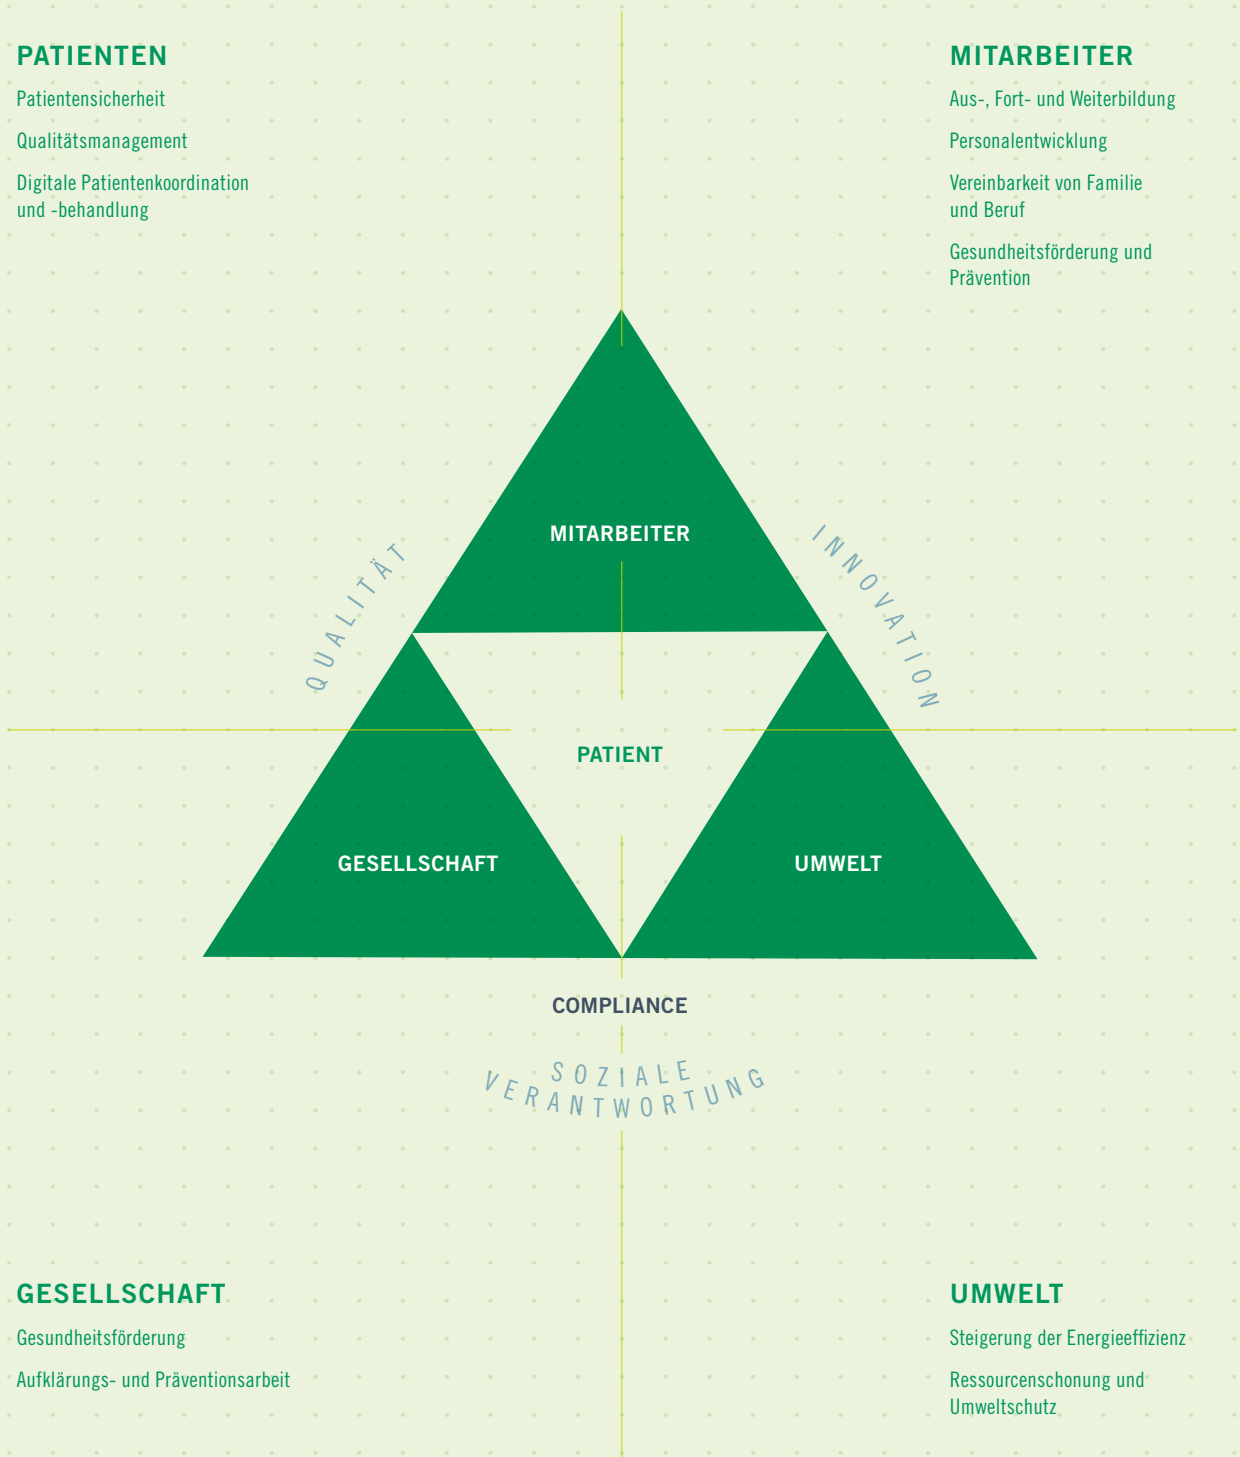 PATIENTEN
Patientensicherheit
Qualitätsmanagement
Digitale Patientenkoordination
und -behandlung
MITARBEITER
Aus-, Fort- und Weiterbildung
Personalentwicklung
Vereinbarkeit von Familie
und Beruf
Gesundheitsförderung und
Prävention
QUALITÄT
INNOVATION
MITARBEITER
PATIENT
GESELLSCHAFT
UMWELT
COMPLIANCE
SOZIALE
VERANTWORTUNG
GESELLSCHAFT
Gesundheitsförderung
Aufklärungs- und Präventionsarbeit
UMWELT
Steigerung der Energieeffizienz
Ressourcenschonung und
Umweltschutz